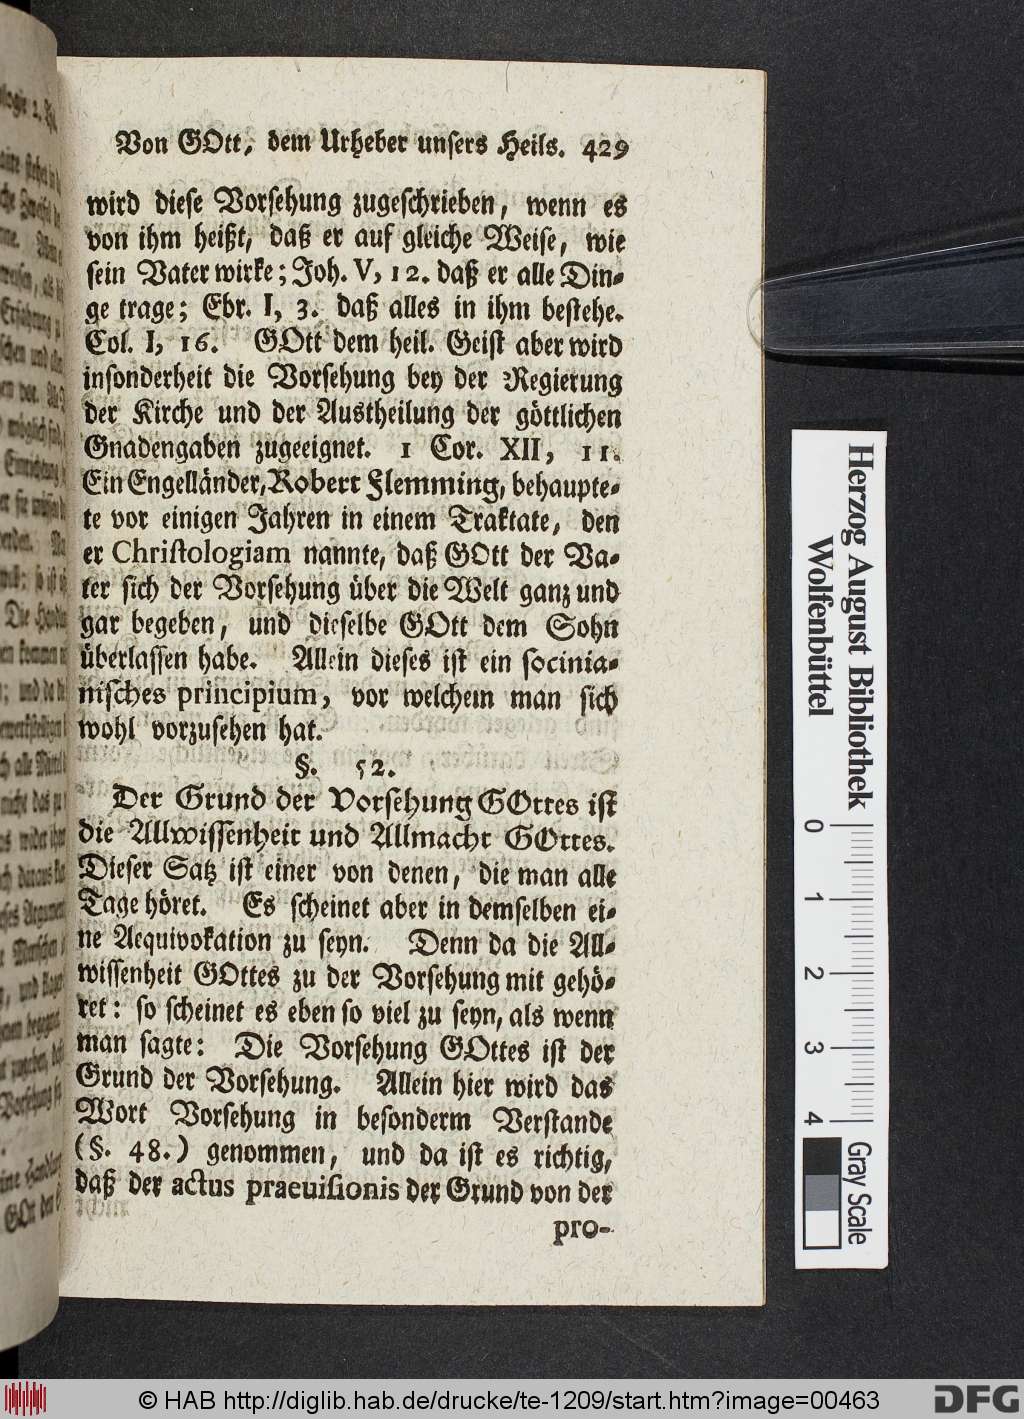 Von GOtt, dem Urheber unsers Heils. 429
wird diese Vorsehung zugeschrieben, wenn es
von ihm heißt, daß er auf gleiche Weise, wie
sein Vater wirke; Joh. V, 12. daß er alle Din-
ge trage; Ebr. I, 3. daß alles in ihm bestehe.
Col. I, 16. GOtt dem heil. Geist aber wird
insonderheit die Vorsehung bey der Regierung
der Kirche und der Austheilung der göttlichen
Gnadengaben zugeeignet. 1 Cor. XII, 11.
Ein Engelländer, Robert Flemming, behaupte-
te vor einigen Jahren in einem Traktate, den
er Christologiam nannte, daß GOtt der Va-
ter sich der Vorsehung über die Welt ganz und
gar begeben, und dieselbe GOtt dem Sohn
überlassen habe. Allein dieses ist ein socinia-
nisches principium, vor welchem man sich
wohl vorzusehen hat.
§. 52.
Der Grund der Vorsehung GOttes ist
die Allwissenheit und Allmacht GOttes.
Dieser Satz ist einer von denen, die man alle
Tage höret. Es scheinet aber in demselben ei-
ne Aequivokation zu seyn. Denn da die All-
wissenheit GOttes zu der Vorsehung mit gehö-
ret: so scheinet es eben so viel zu seyn, als wenn
man sagte: Die Vorsehung GOttes ist der
Grund der Vorsehung. Allein hier wird das
Wort Vorsehung in besonderm Verstande
(§. 48.) genommen, und da ist es richtig,
daß der actus praeuisionis der Grund von der
pro-
Herzog August Bibliothek
Wolfenbüttel
0 1 2 3 4
Gray Scale
© HAB http://diglib.hab.de/drucke/te-1209/start.htm?image=00463
DFG